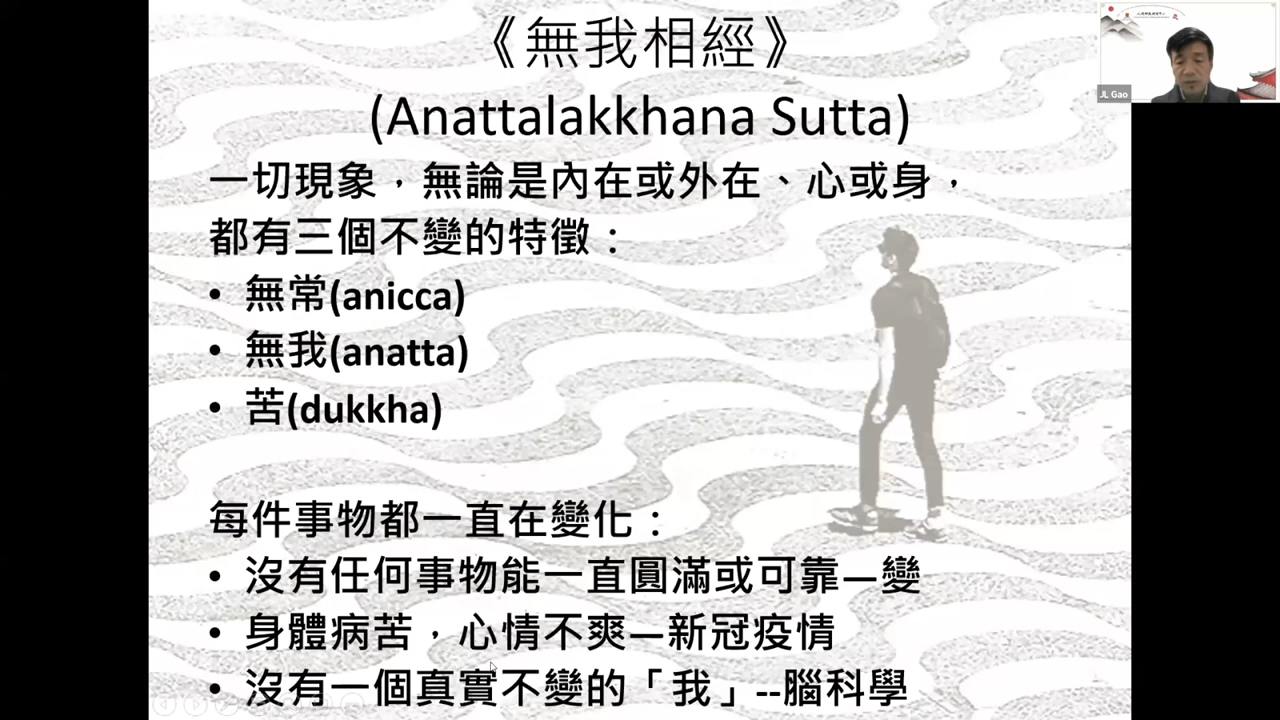 《無我相經》
(Anattalakkhana Sutta)
一切現象，無論是內在或外在、心或身，
都有三個不變的特徵：
• 無常(anicca)
• 無我(anatta)
• 苦(dukkha)
每件事物都一直在變化：
• 沒有任何事物能一直圓滿或可靠—變
• 身體病苦，心情不爽—新冠疫情
• 沒有一個真實不變的「我」--腦科學
JL Gao